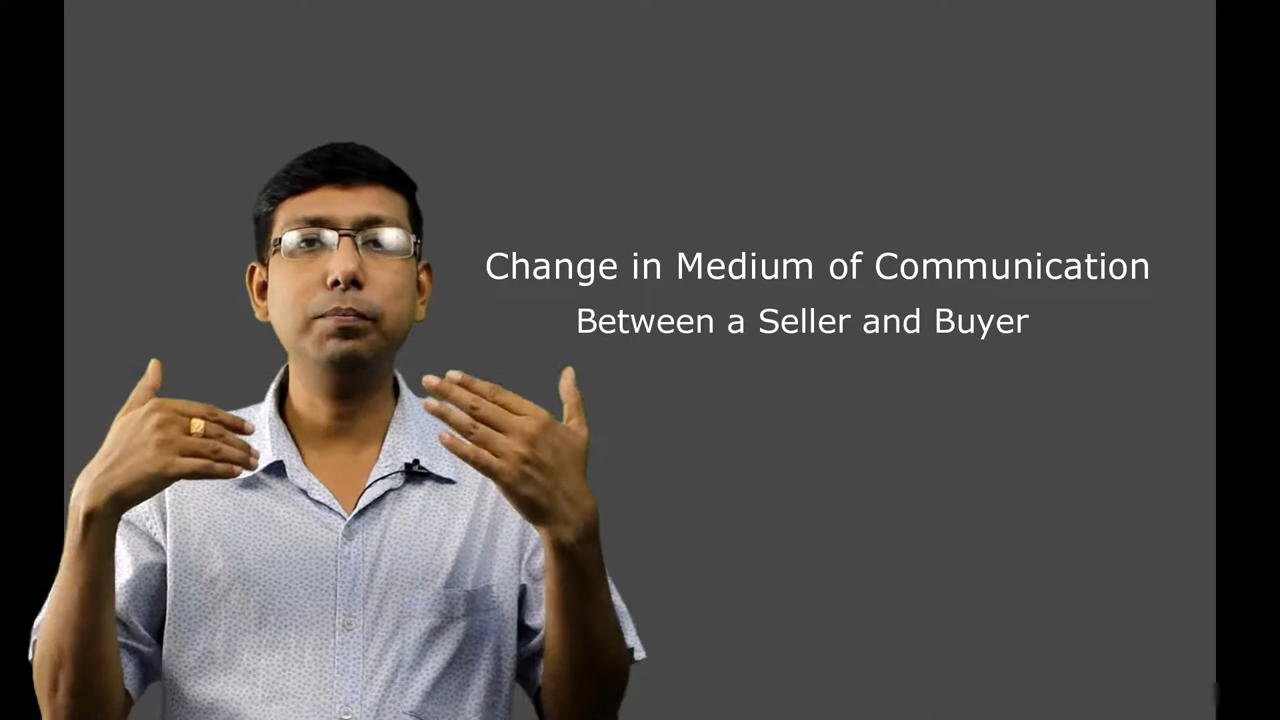 Change in Medium of Communication
Between a Seller and Buyer